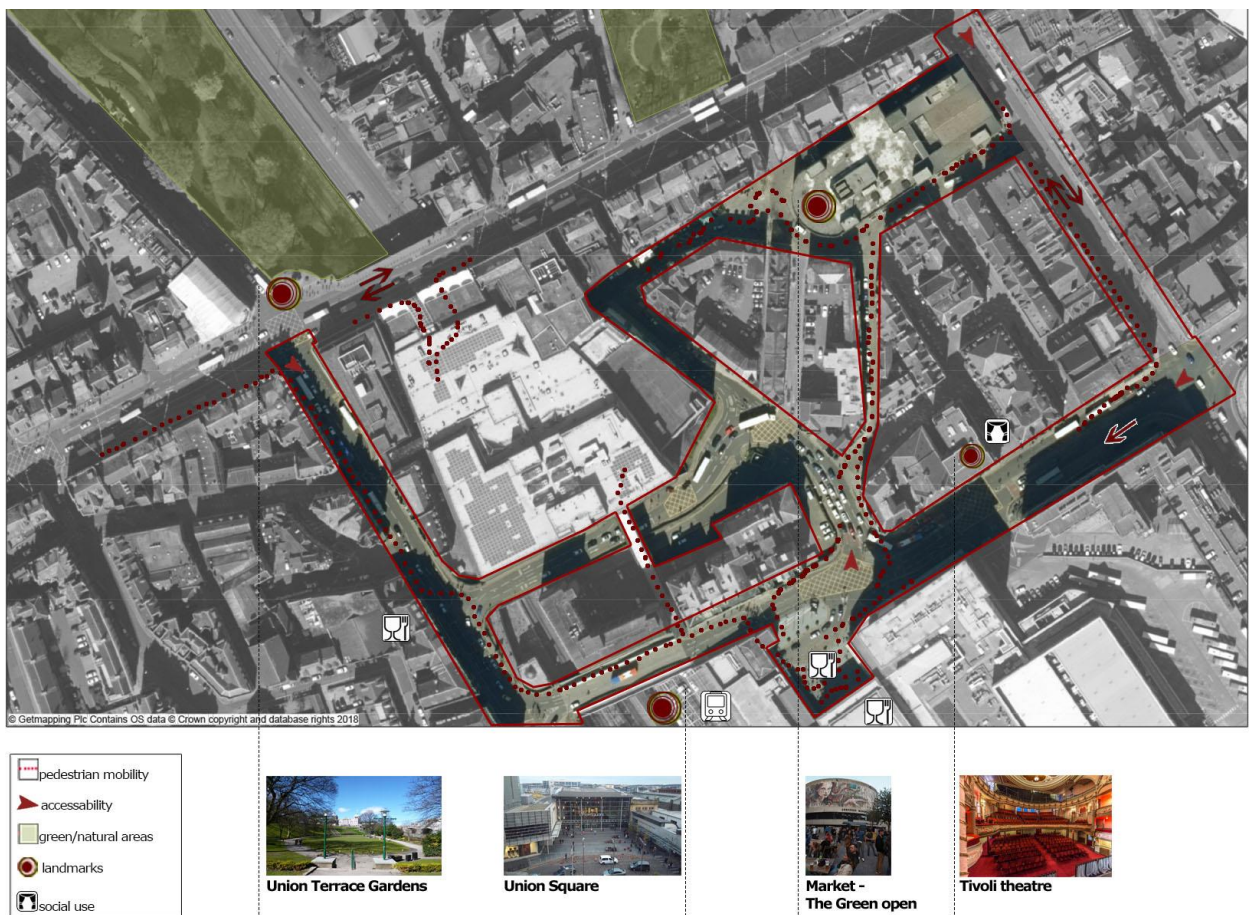 © Getmapping Plc Contains OS data © Crown copyright and database rights 2018
pedestrian mobility
accessability
green/natural areas
landmarks
social use
Union Terrace Gardens
Union Square
Market -
The Green open
Tivoli theatre